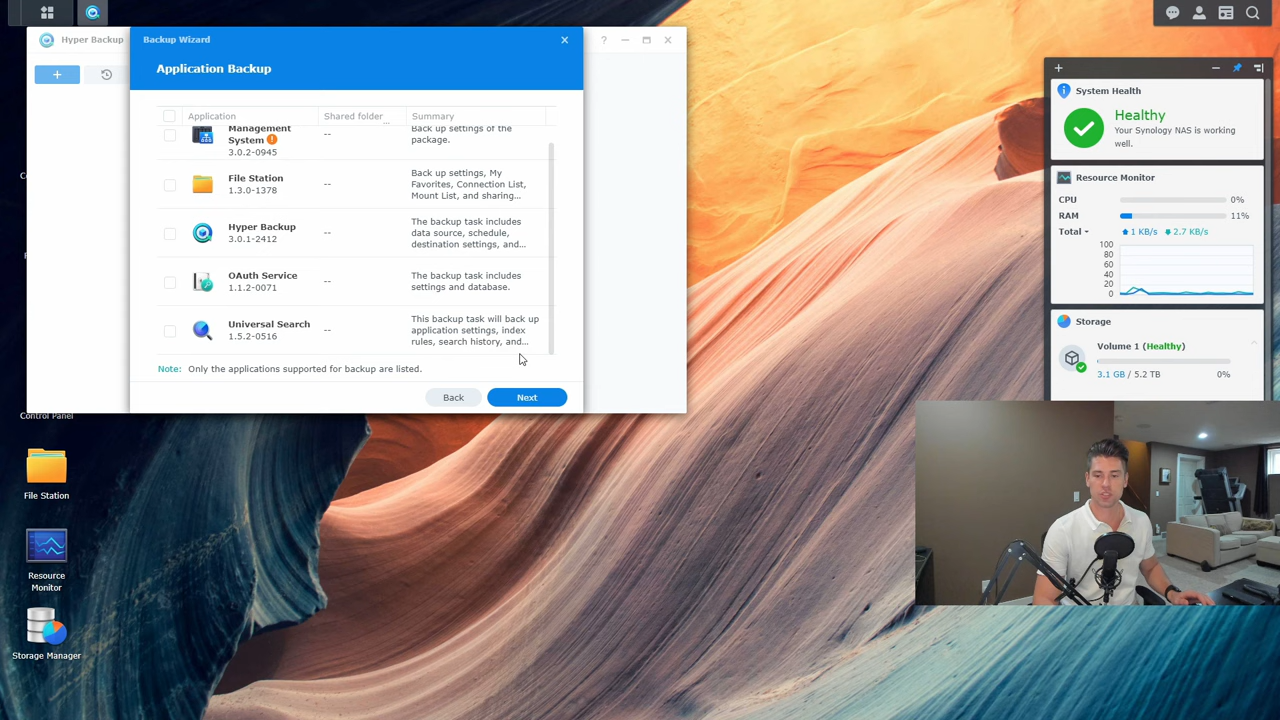 Hyper Backup
Backup Wizard
Application Backup
Application
Shared folder
...
Summary
Management
System
3.0.2-0945
--
Back up settings of the
package.
File Station
1.3.0-1378
--
Back up settings, My
Favorites, Connection List,
Mount List, and sharing...
Hyper Backup
3.0.1-2412
--
The backup task includes
data source, schedule,
destination settings, and...
OAuth Service
1.1.2-0071
--
The backup task includes
settings and database.
Universal Search
1.5.2-0516
--
This backup task will back up
application settings, index
rules, search history, and...
Note: Only the applications supported for backup are listed.
Back
Next
Control Panel
File Station
Resource
Monitor
Storage Manager
System Health
Healthy
Your Synology NAS is working
well.
Resource Monitor
CPU
0%
RAM
11%
Total
1 KB/s
2.7 KB/s
100
80
60
40
20
0
Storage
Volume 1 (Healthy)
3.1 GB / 5.2 TB
0%